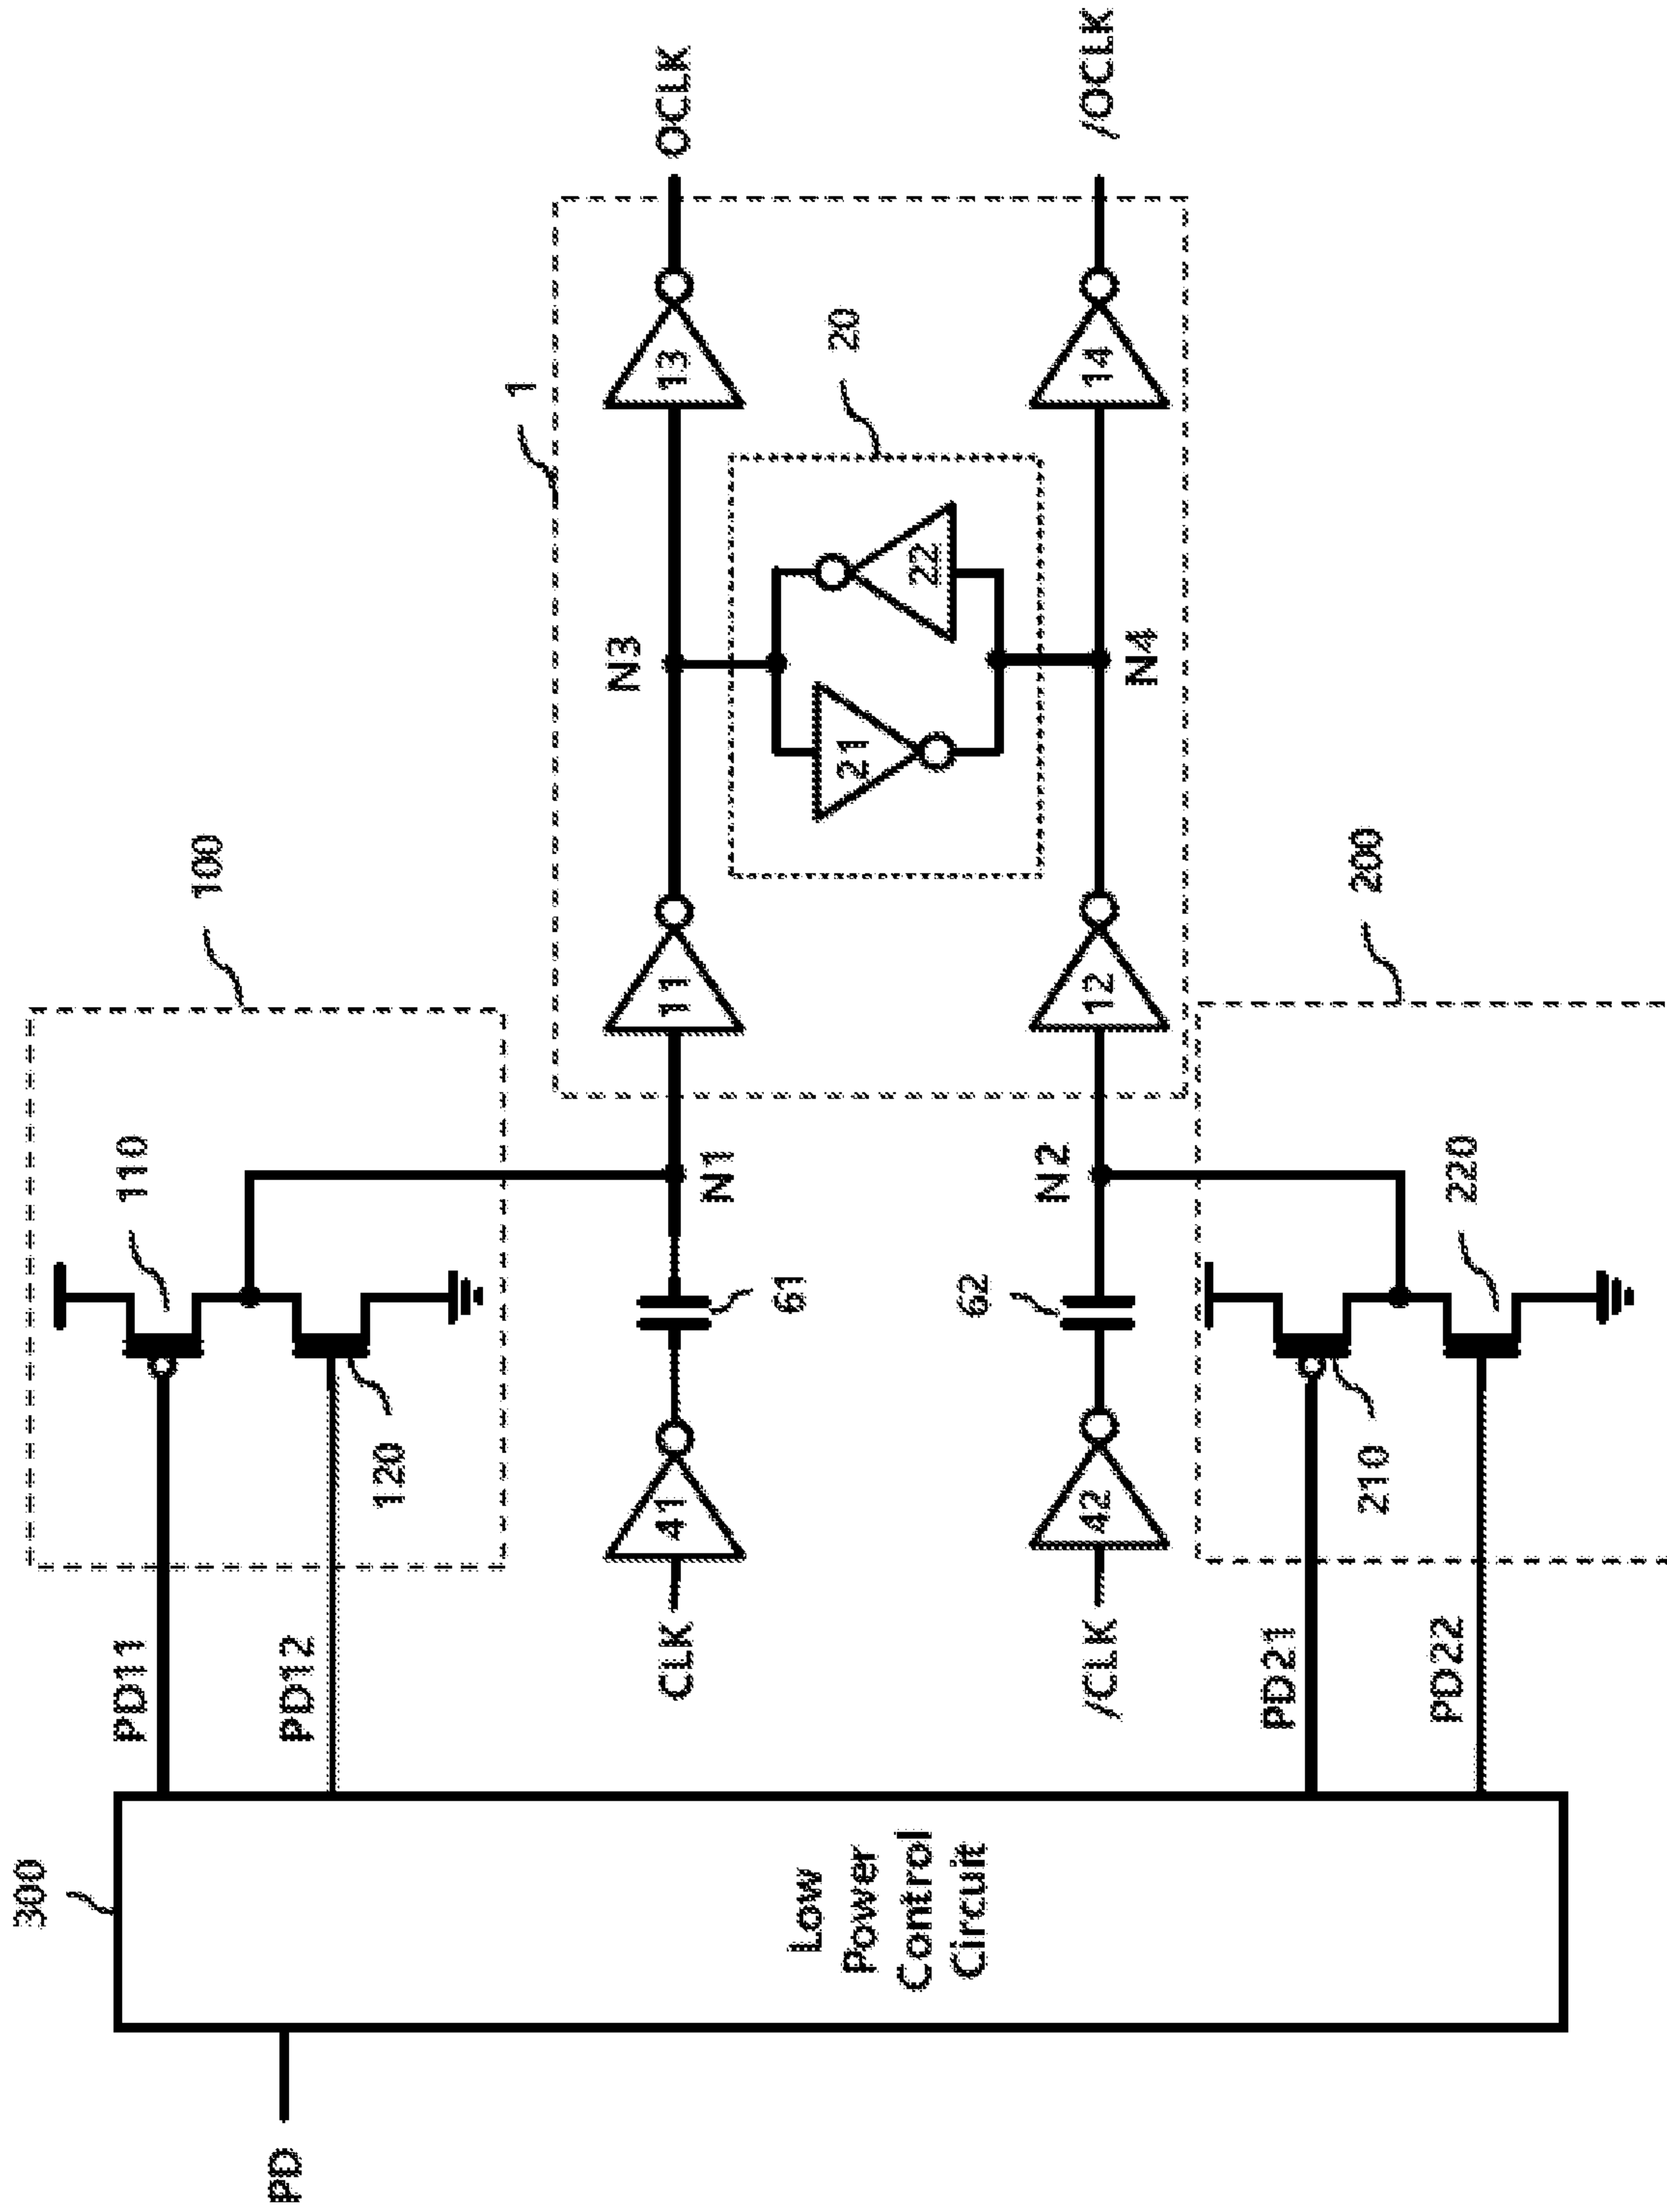 300
PD
Low
Power
Control
Circuit
PD11
PD12
PD21
PD22
100
110
120
CLK
41
61
N1
/CLK
42
62
N2
200
210
220
1
11
N3
13
OCLK
20
21
22
12
N4
14
/OCLK